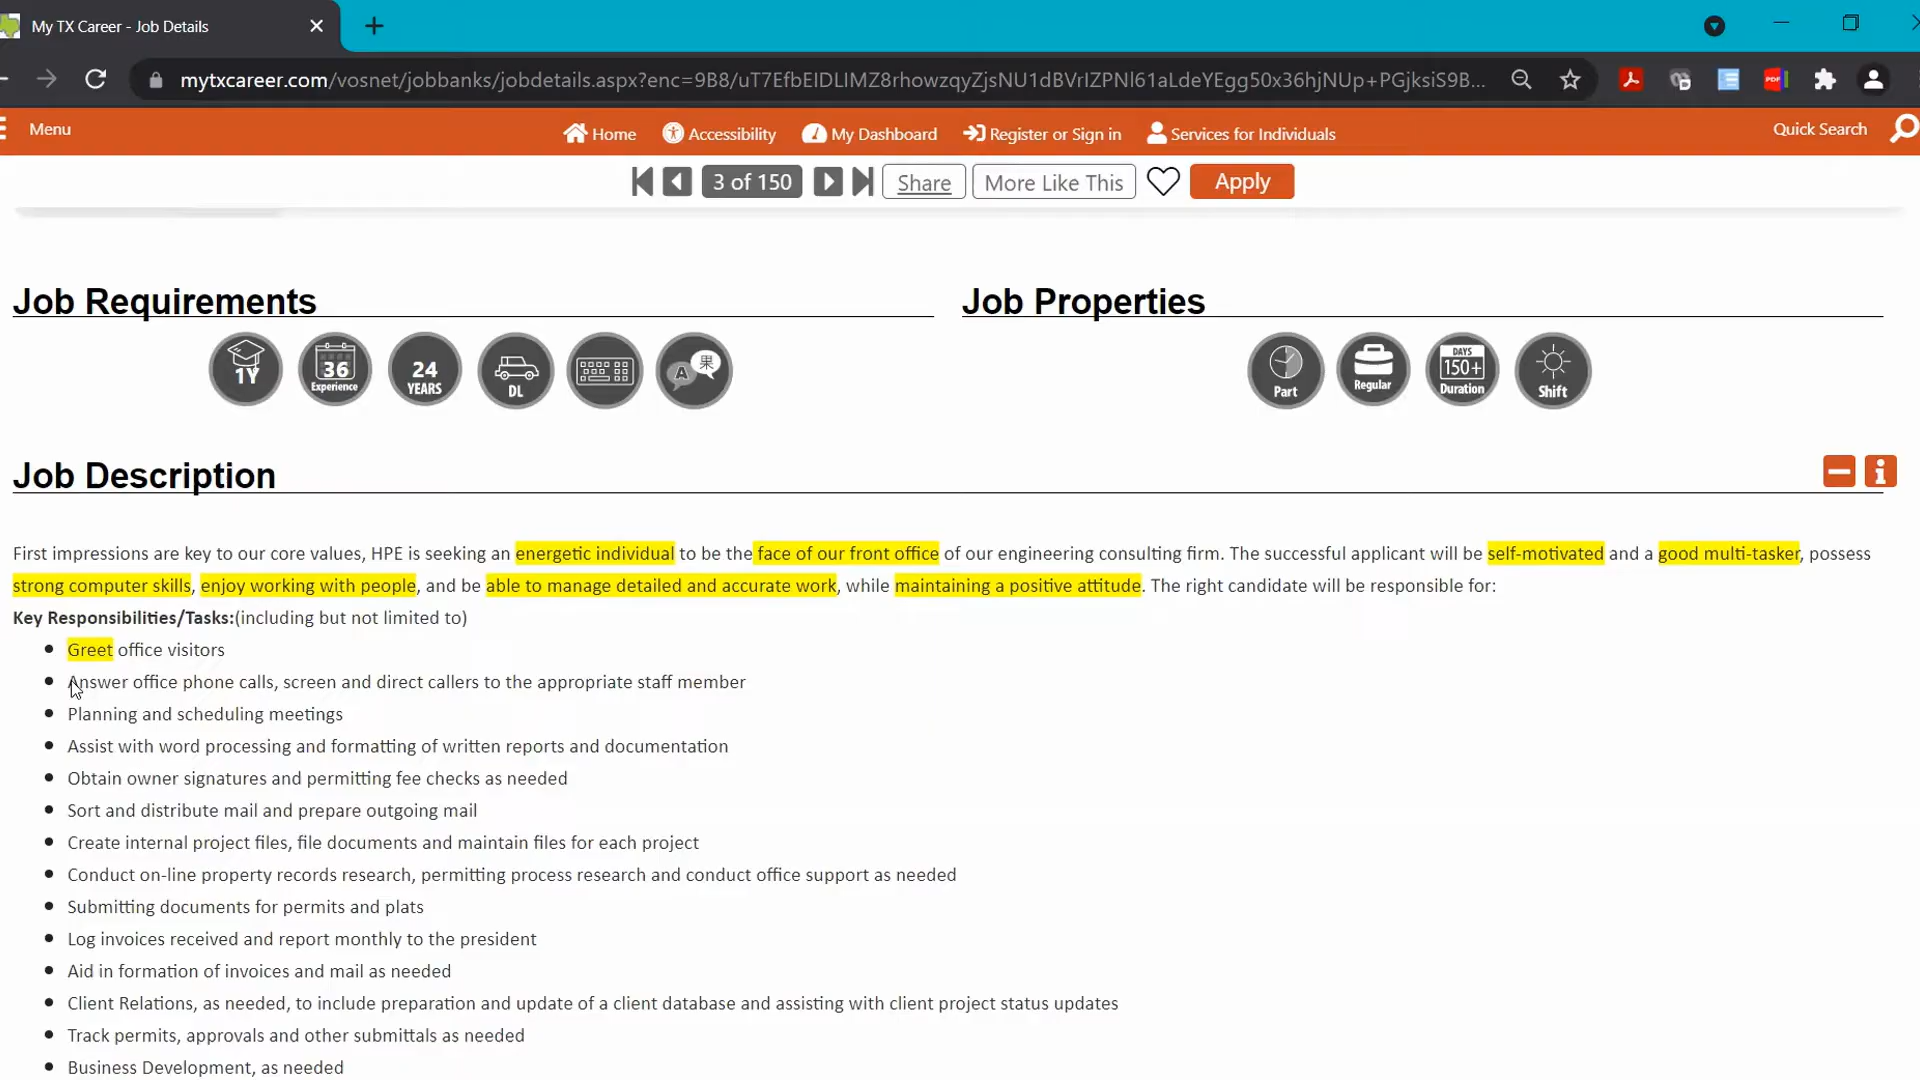 My TX Career - Job Details
mytxcareer.com/vosnet/jobbanks/jobdetails.aspx?enc=9B8/uT7EfbEIDLIMZ8rhowzqyZjsNU1dBVrIZPNl61aLdeYEgg50x36hjNUp+PGjksiS9B...
Menu
Home
Accessibility
My Dashboard
Register or Sign in
Services for Individuals
Quick Search
3 of 150
Share
More Like This
Apply
Job Requirements
Job Properties
1Y
36 Experience
24 YEARS
DL
A 果
Part
Regular
DAYS 150+ Duration
Shift
Job Description
First impressions are key to our core values, HPE is seeking an energetic individual to be the face of our front office of our engineering consulting firm. The successful applicant will be self-motivated and a good multi-tasker, possess
strong computer skills, enjoy working with people, and be able to manage detailed and accurate work, while maintaining a positive attitude. The right candidate will be responsible for:
Key Responsibilities/Tasks:(including but not limited to)
Greet office visitors
Answer office phone calls, screen and direct callers to the appropriate staff member
Planning and scheduling meetings
Assist with word processing and formatting of written reports and documentation
Obtain owner signatures and permitting fee checks as needed
Sort and distribute mail and prepare outgoing mail
Create internal project files, file documents and maintain files for each project
Conduct on-line property records research, permitting process research and conduct office support as needed
Submitting documents for permits and plats
Log invoices received and report monthly to the president
Aid in formation of invoices and mail as needed
Client Relations, as needed, to include preparation and update of a client database and assisting with client project status updates
Track permits, approvals and other submittals as needed
Business Development, as needed